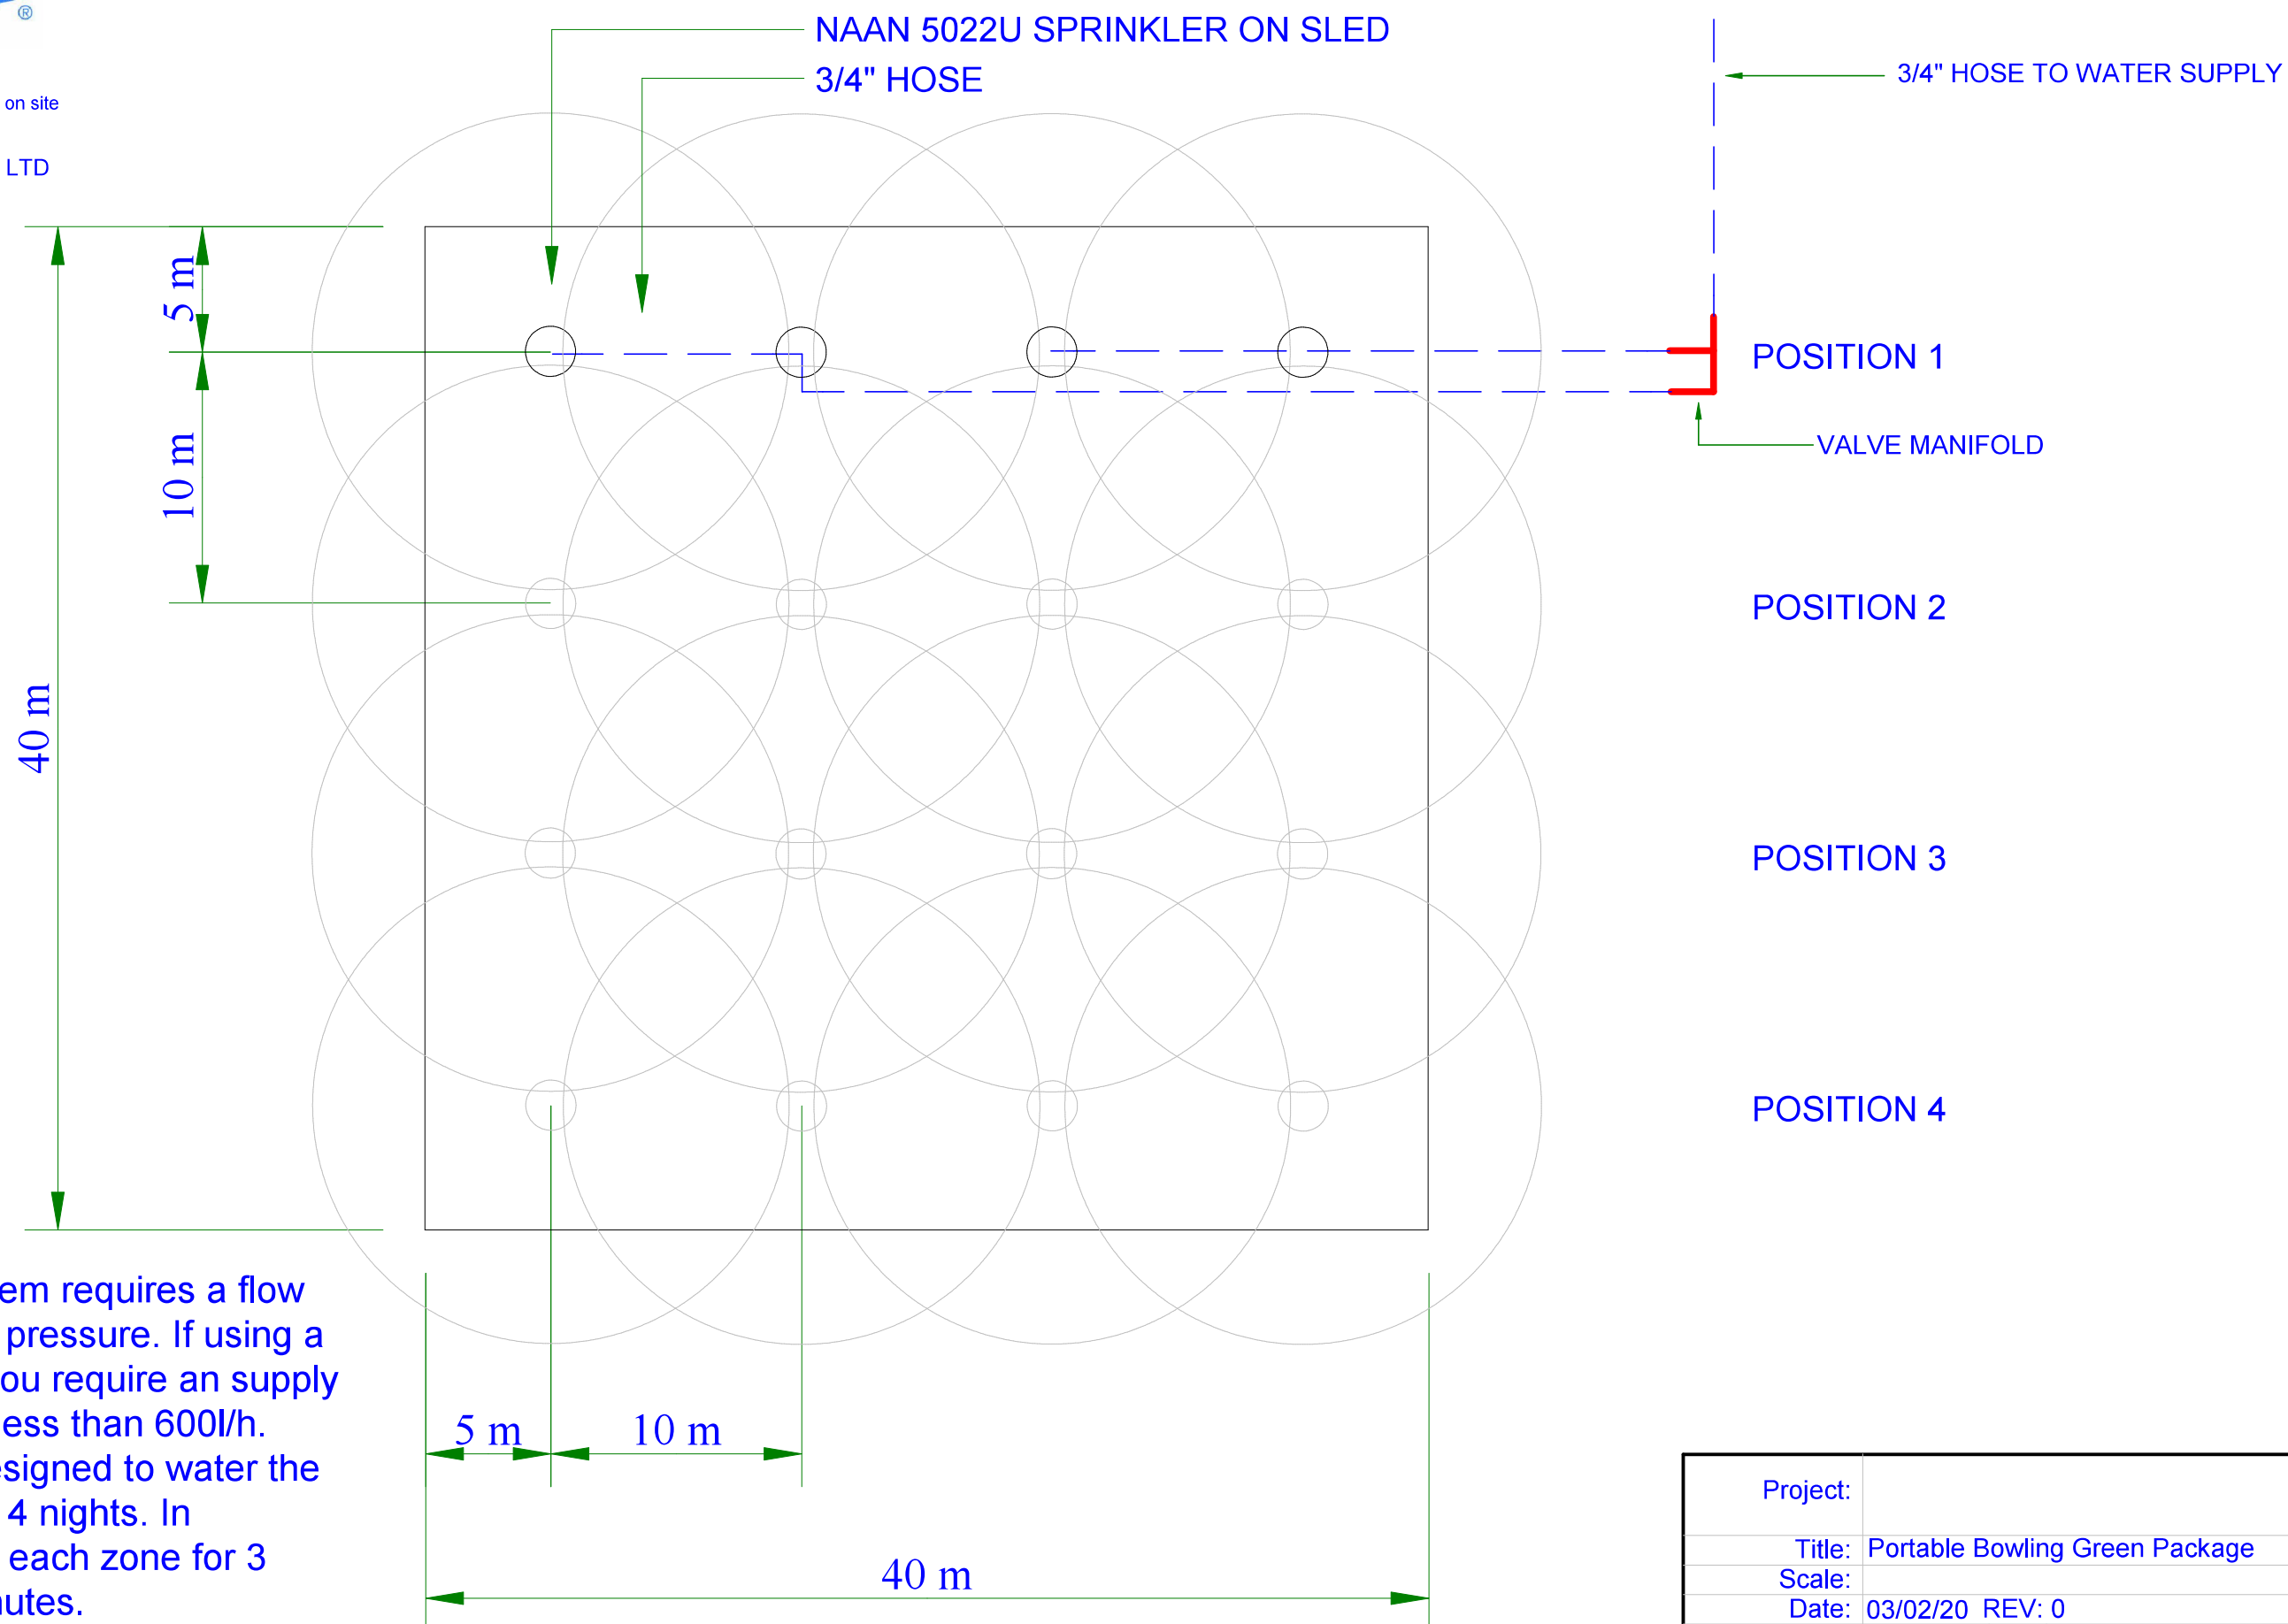 ®
NAAN 5022U SPRINKLER ON SLED
3/4" HOSE
3/4" HOSE TO WATER SUPPLY
on site
LTD
5 m
10 m
40 m
POSITION 1
VALVE MANIFOLD
POSITION 2
POSITION 3
POSITION 4
em requires a flow
pressure. If using a
ou require an supply
ess than 600l/h.
signed to water the
4 nights. In
each zone for 3
utes.
5 m
10 m
40 m
Project:
Title: Portable Bowling Green Package
Scale:
Date: 03/02/20 REV: 0